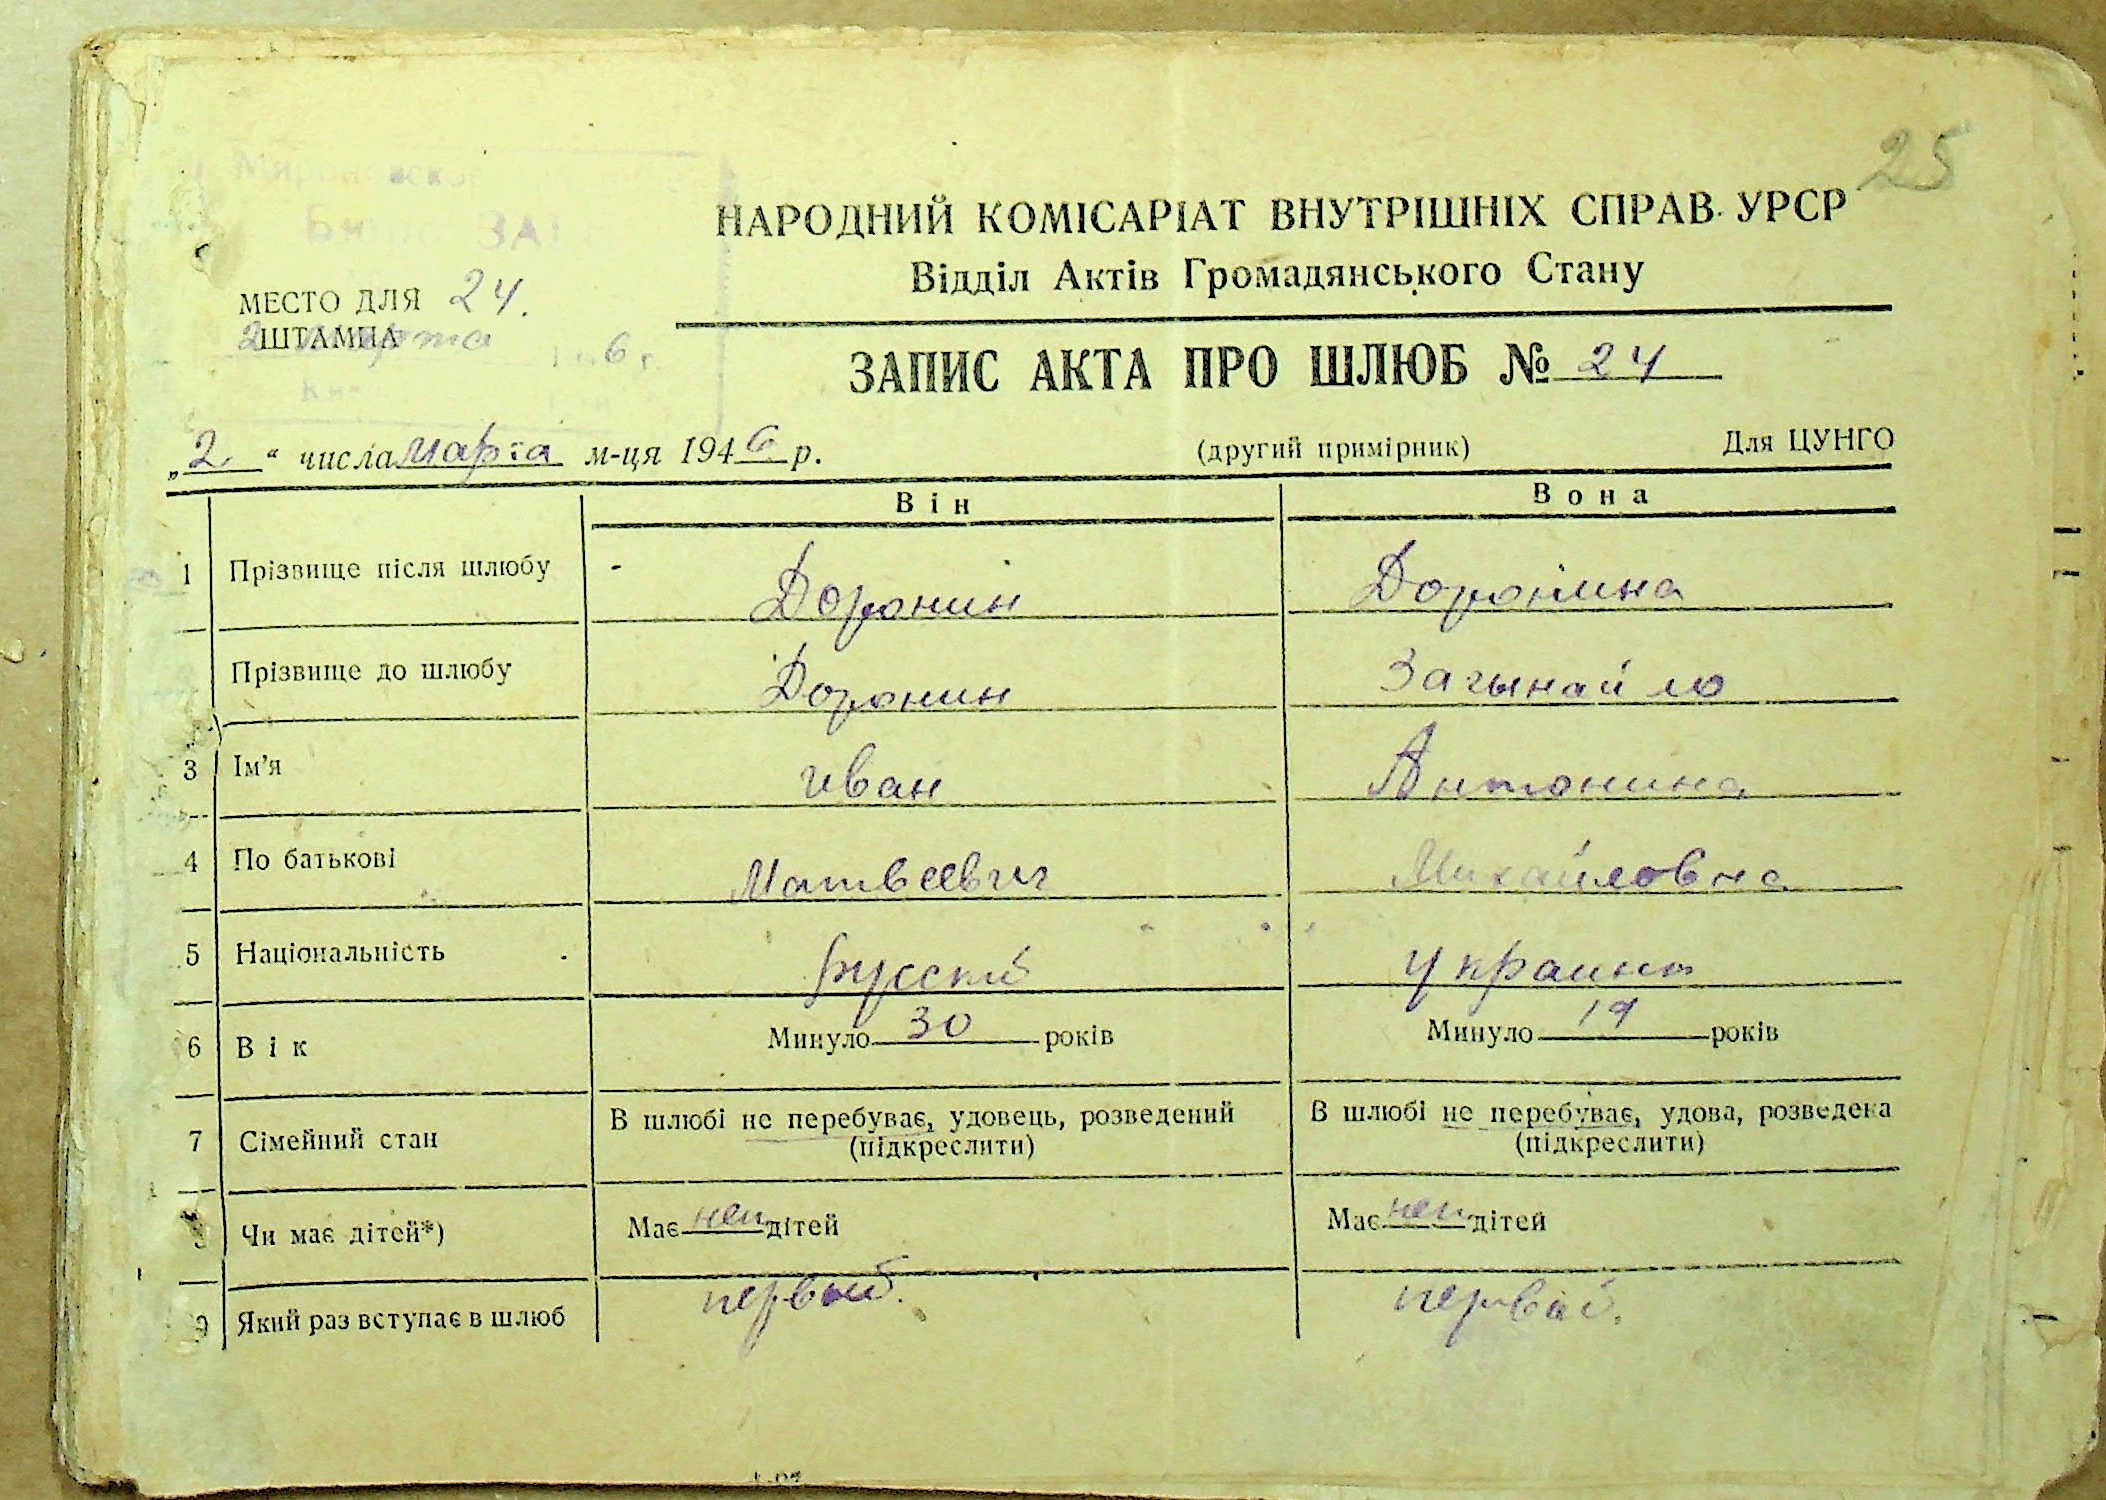 25
НАРОДНИЙ КОМІСАРІАТ ВНУТРІШНІХ СПРАВ УРСР
Відділ Актів Громадянського Стану
МЕСТО ДЛЯ 24.
ШТАМПА
2 марта 6 г.
ЗАПИС АКТА ПРО ШЛЮБ № 24
„2“ числа марта м-ця 1946 р. (другий примірник) Для ЦУНГО
Він Вона
1 Прізвище після шлюбу Доронин Доронина
Прізвище до шлюбу Доронин Загынайло
3 Ім'я Иван Антонина
4 По батькові Матвеевич Михайловна
5 Національність Русский Украинка
6 Вік Минуло 30 років Минуло 19 років
7 Сімейний стан В шлюбі не перебуває, удовець, розведений В шлюбі не перебуває, удова, розведена
(підкреслити) (підкреслити)
Чи має дітей*) Має нет дітей Має нет дітей
9 Який раз вступає в шлюб первый. первый.